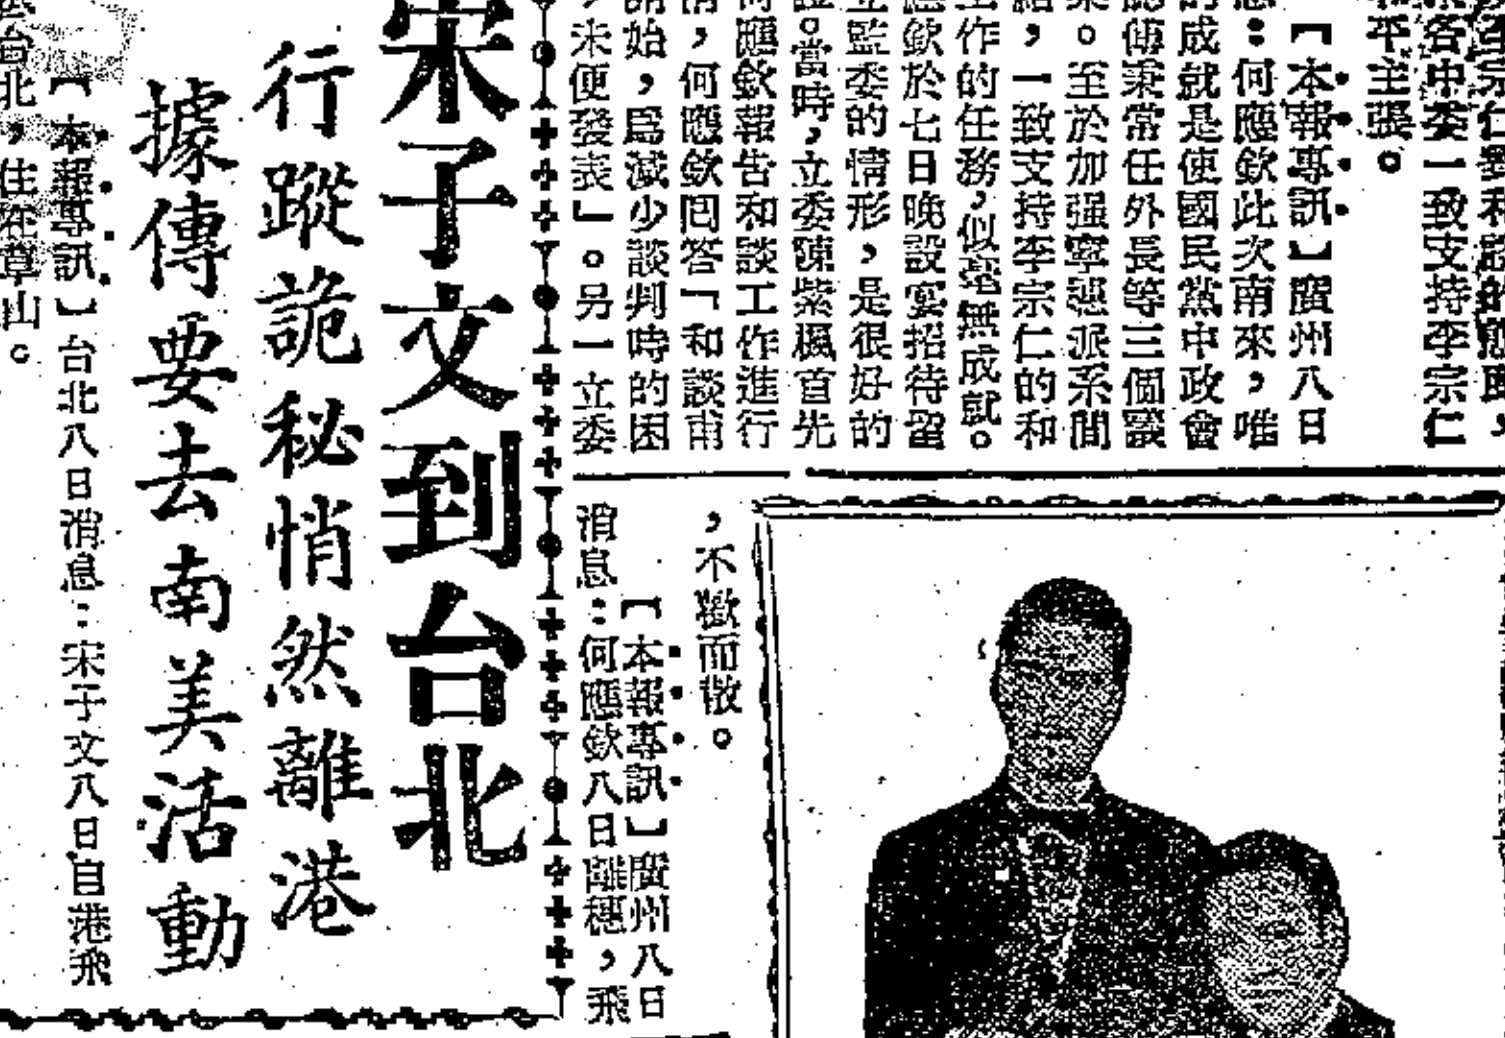 各中委一致支持李宗仁
和平主張。
【本報專訊】廣州八日
息：何應欽此次南來，唯
的成就是使國民黨中政會
傅秉常任外長等三個議
案。至於加强寧悪派系間
，一致支持李宗仁的和
工作的任務，似毫無成就。
應欽於七日晚設宴招待留
立監委的情形，是很好的
。當時，立委陳紫楓首先
何應欽報告和談工作進行
情，何應欽囘答「和談甫
開始，爲減少談判時的困
，未便發表」。另一立委
，不歡而散。
【本報專訊】廣州八日
消息：何應欽八日離穗，飛
宋子文到台北
行蹤詭秘悄然離港
據傳要去南美活動
【本報專訊】台北八日消息：宋子文八日自港飛
抵台北，住在草山。